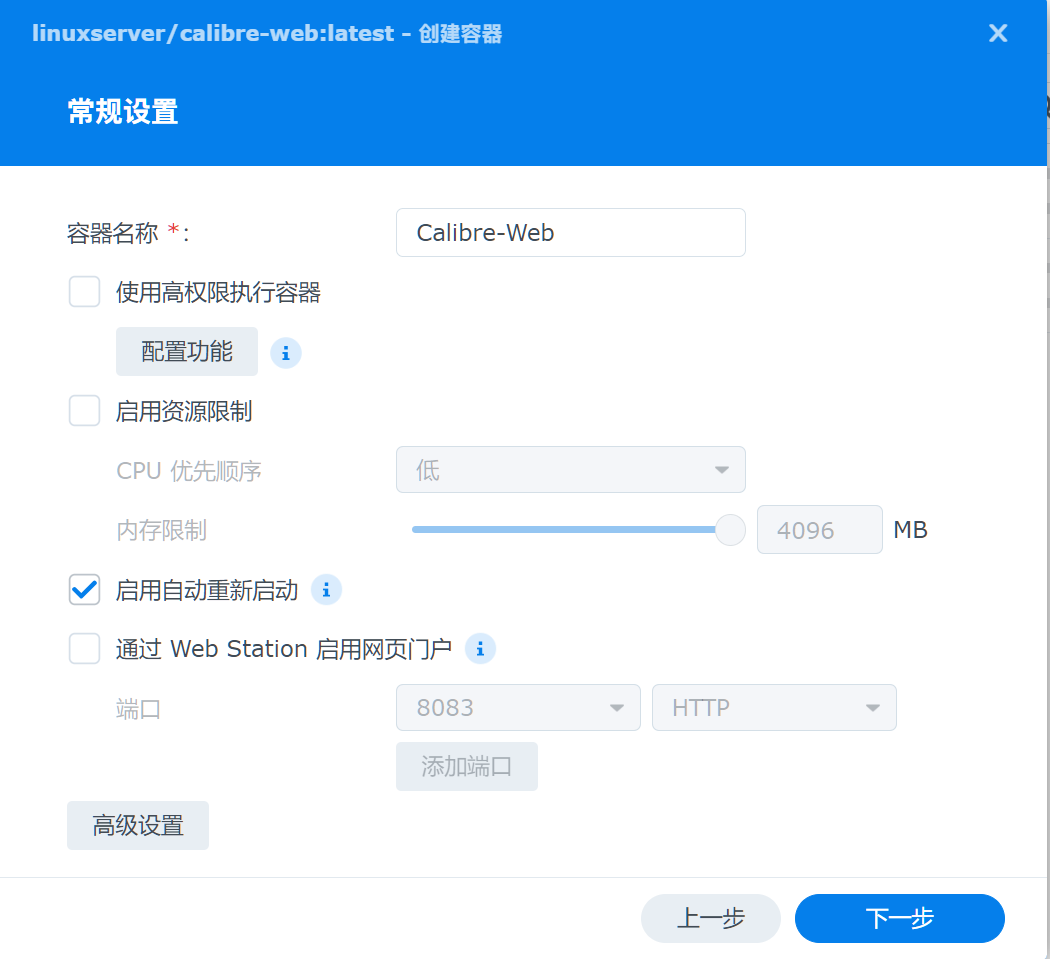 linuxserver/calibre-web:latest - 创建容器
常规设置
容器名称 *: Calibre-Web
使用高权限执行容器
配置功能
启用资源限制
CPU 优先顺序 低
内存限制 4096 MB
启用自动重新启动
通过 Web Station 启用网页门户
端口 8083 HTTP
添加端口
高级设置
上一步 下一步